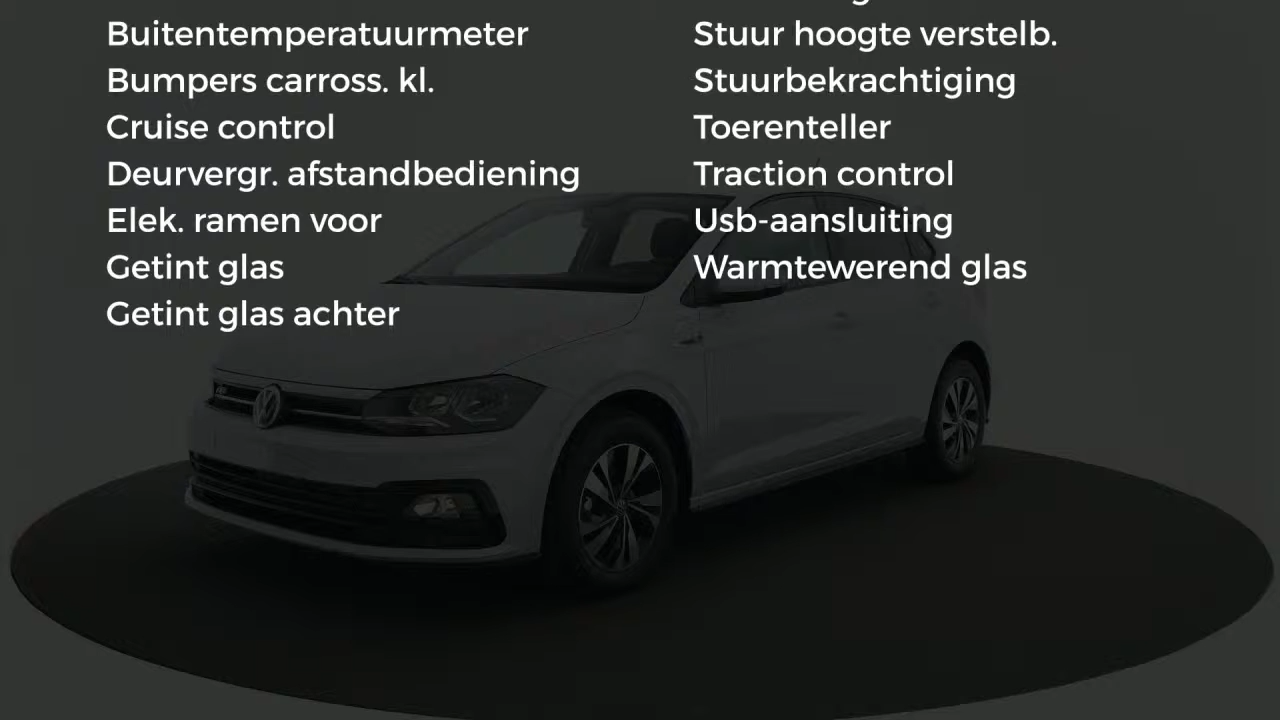 Buitentemperatuurmeter
Bumpers carross. kl.
Cruise control
Deurvergr. afstandbediening
Elek. ramen voor
Getint glas
Getint glas achter
Stuur hoogte verstelb.
Stuurbekrachtiging
Toerenteller
Traction control
Usb-aansluiting
Warmtewerend glas